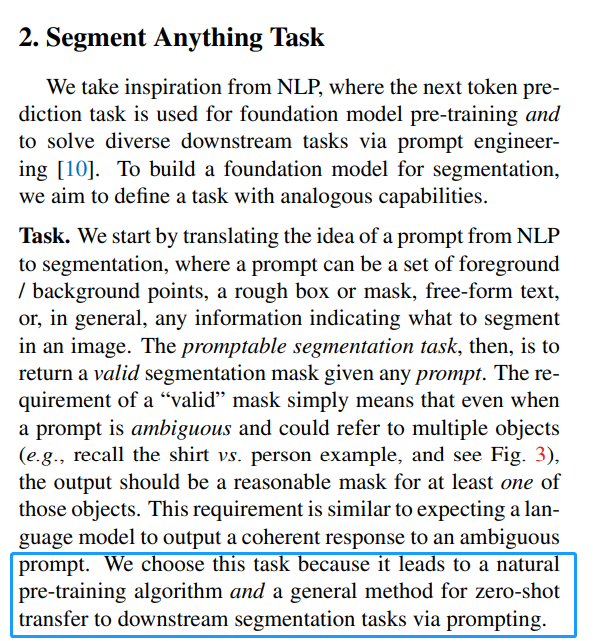 2. Segment Anything Task
We take inspiration from NLP, where the next token pre-
diction task is used for foundation model pre-training and
to solve diverse downstream tasks via prompt engineer-
ing [10]. To build a foundation model for segmentation,
we aim to define a task with analogous capabilities.
Task. We start by translating the idea of a prompt from NLP
to segmentation, where a prompt can be a set of foreground
/ background points, a rough box or mask, free-form text,
or, in general, any information indicating what to segment
in an image. The promptable segmentation task, then, is to
return a valid segmentation mask given any prompt. The re-
quirement of a “valid” mask simply means that even when
a prompt is ambiguous and could refer to multiple objects
(e.g., recall the shirt vs. person example, and see Fig. 3),
the output should be a reasonable mask for at least one of
those objects. This requirement is similar to expecting a lan-
guage model to output a coherent response to an ambiguous
prompt. We choose this task because it leads to a natural
pre-training algorithm and a general method for zero-shot
transfer to downstream segmentation tasks via prompting.